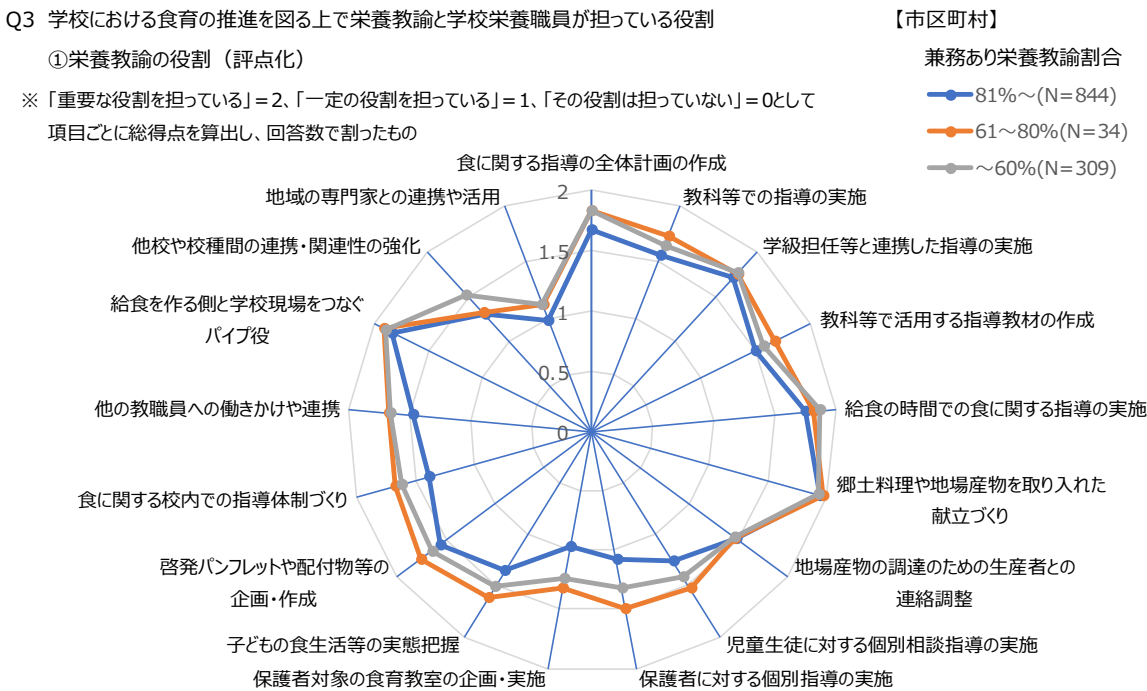 Q3 学校における食育の推進を図る上で栄養教諭と学校栄養職員が担っている役割
①栄養教諭の役割（評点化）
※「重要な役割を担っている」＝2、「一定の役割を担っている」＝1、「その役割は担っていない」＝0として
項目ごとに総得点を算出し、回答数で割ったもの
【市区町村】
兼務あり栄養教諭割合
81%～(N=844)
61～80%(N=34)
～60%(N=309)
食に関する指導の全体計画の作成
教科等での指導の実施
学級担任等と連携した指導の実施
教科等で活用する指導教材の作成
給食の時間での食に関する指導の実施
郷土料理や地場産物を取り入れた
献立づくり
地場産物の調達のための生産者との
連絡調整
児童生徒に対する個別相談指導の実施
保護者に対する個別指導の実施
保護者対象の食育教室の企画・実施
子どもの食生活等の実態把握
啓発パンフレットや配付物等の
企画・作成
食に関する校内での指導体制づくり
他の教職員への働きかけや連携
給食を作る側と学校現場をつなぐ
パイプ役
他校や校種間の連携・関連性の強化
地域の専門家との連携や活用
2
1.5
1
0.5
0